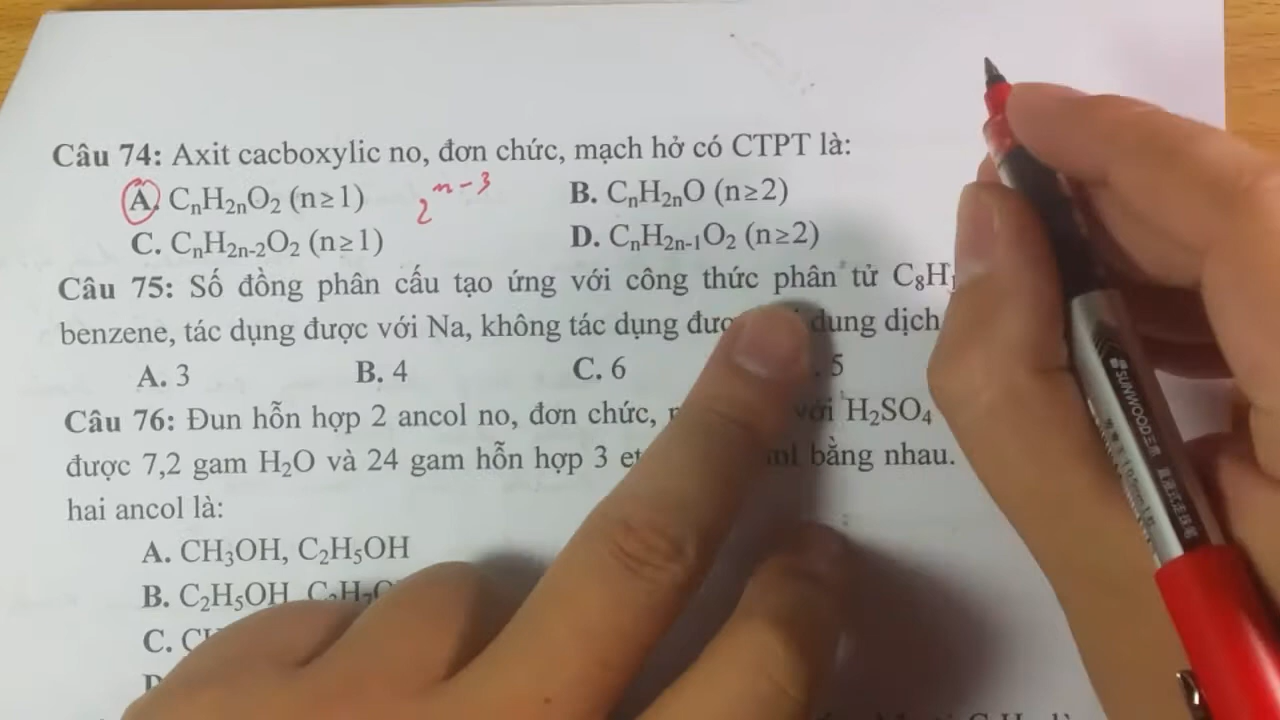 Câu 74: Axit cacboxylic no, đơn chức, mạch hở có CTPT là:
A. CₙH₂ₙO₂ (n≥1) 2ⁿ⁻³ B. CₙH₂ₙO (n≥2)
C. CₙH₂ₙ₋₂O₂ (n≥1) D. CₙH₂ₙ₋₁O₂ (n≥2)
Câu 75: Số đồng phân cấu tạo ứng với công thức phân tử C₈H
benzene, tác dụng được với Na, không tác dụng dung dịch
A. 3 B. 4 C. 6 5
Câu 76: Đun hỗn hợp 2 ancol no, đơn chức, với H₂SO₄
được 7,2 gam H₂O và 24 gam hỗn hợp 3 bằng nhau.
hai ancol là:
A. CH₃OH, C₂H₅OH
B. C₂H₅OH
C.
SUNWOOD